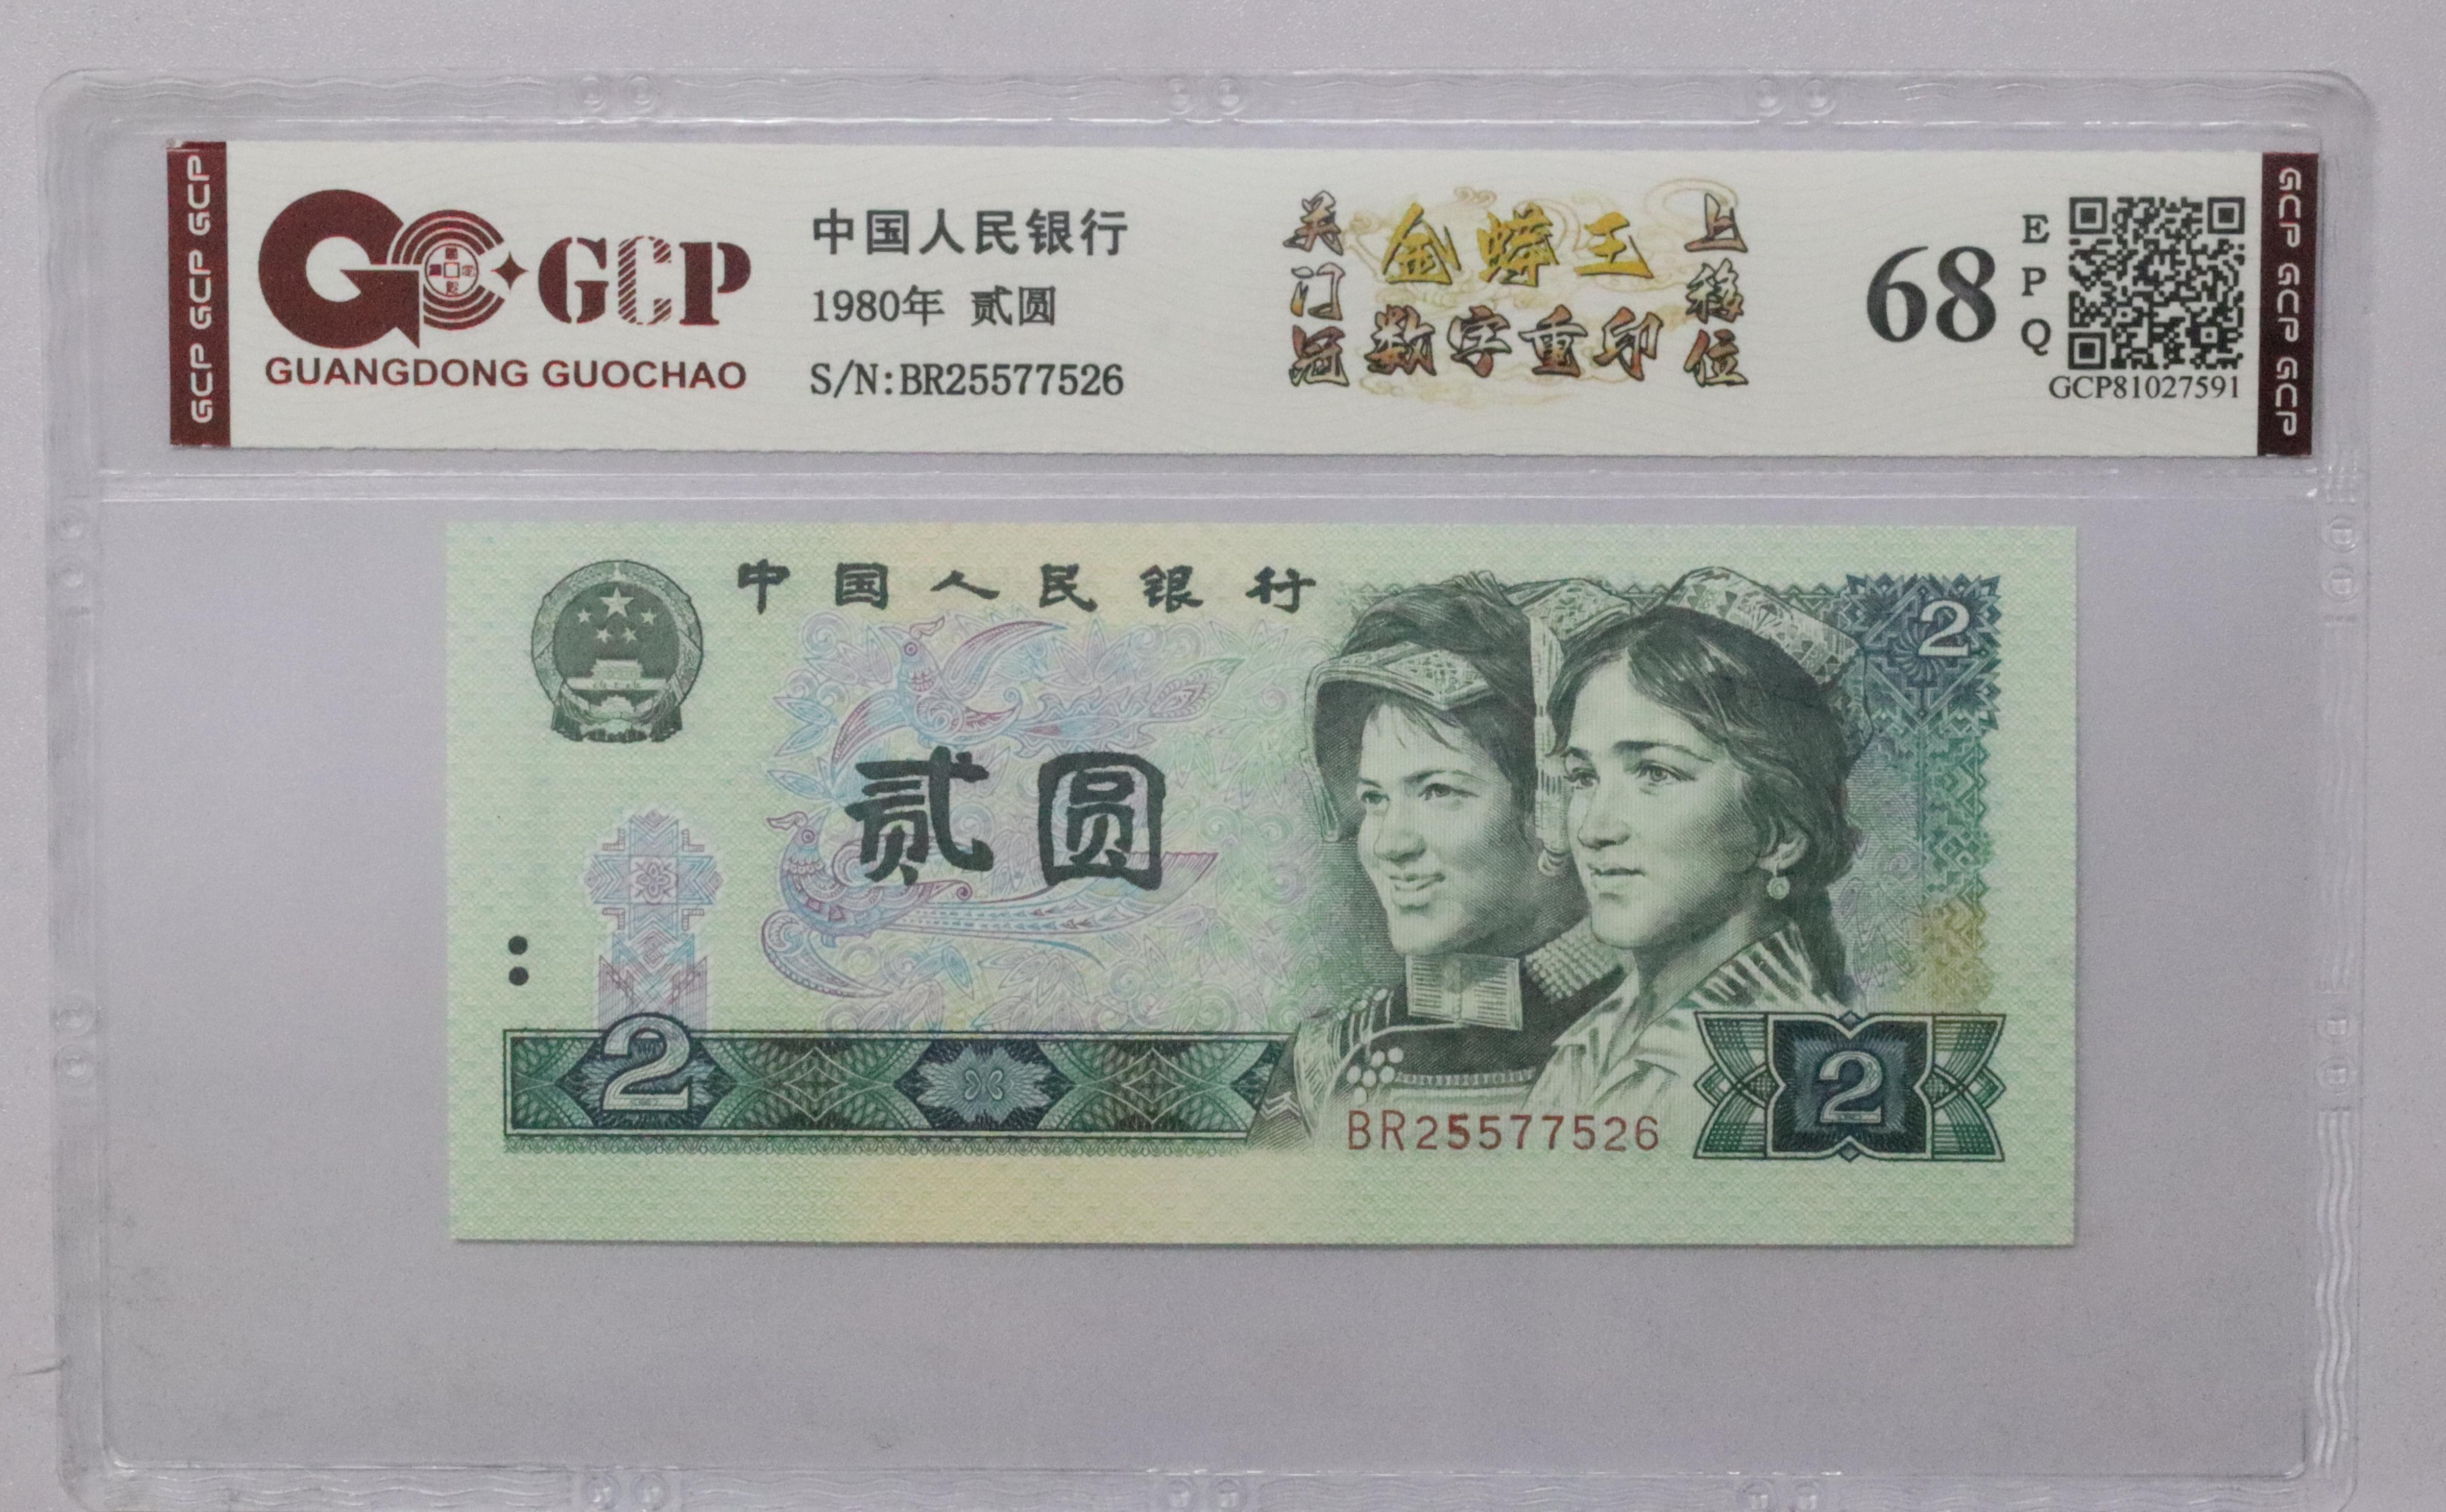 GCP GCP GCP
GCP
GUANGDONG GUOCHAO
中国人民银行
1980年 贰圆
S/N:BR25577526
关门冠
金蟒王
数字重印
上移位
68
EPQ
GCP81027591
GCP GCP GCP
中国人民银行
2
贰圆
2
2
BR25577526